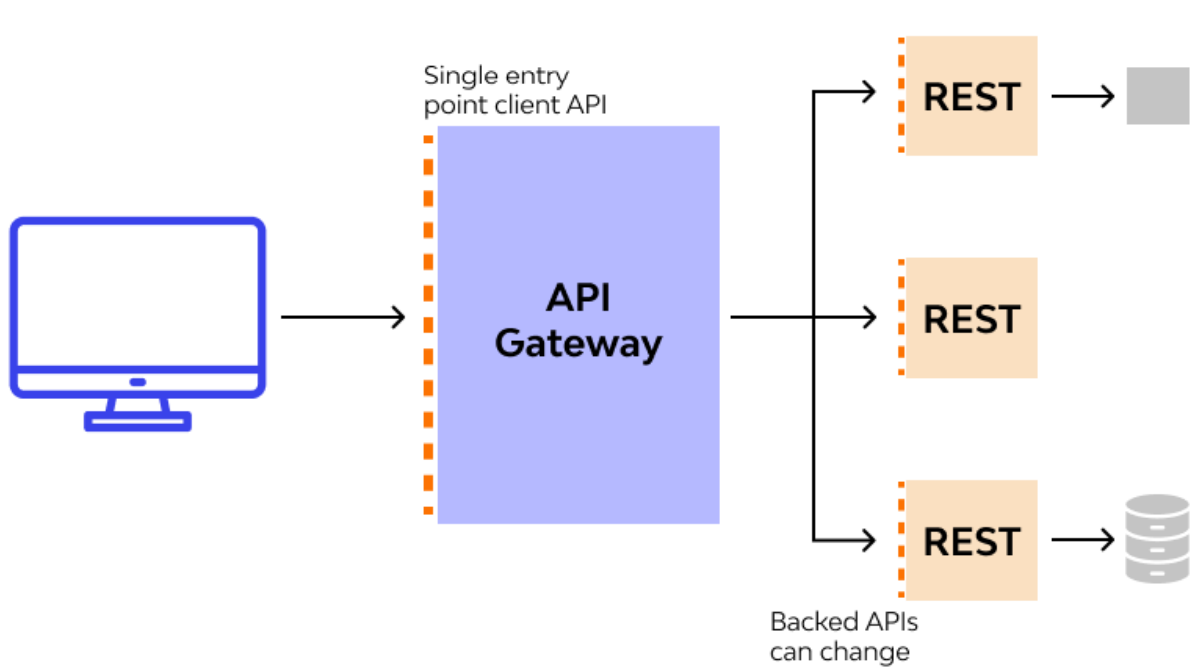 Single entry
point client API
API
Gateway
REST
REST
REST
Backed APIs
can change